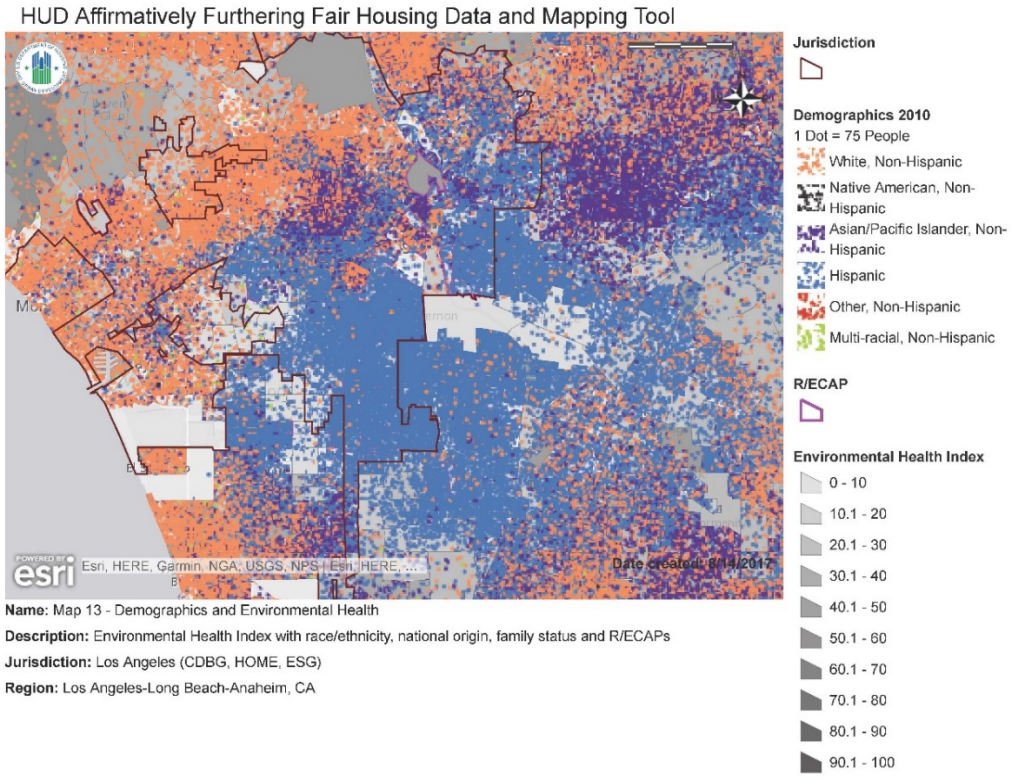 HUD Affirmatively Furthering Fair Housing Data and Mapping Tool
Jurisdiction
Demographics 2010
1 Dot = 75 People
White, Non-Hispanic
Native American, Non-
Hispanic
Asian/Pacific Islander, Non-
Hispanic
Hispanic
Other, Non-Hispanic
Multi-racial, Non-Hispanic
R/ECAP
Environmental Health Index
0 - 10
10.1 - 20
20.1 - 30
30.1 - 40
40.1 - 50
50.1 - 60
60.1 - 70
70.1 - 80
80.1 - 90
90.1 - 100
POWERED BY
esri
Esri, HERE, Garmin, NGA, USGS, NPS | Esri, HERE, ...
Date created: 8/14/2017
Name: Map 13 - Demographics and Environmental Health
Description: Environmental Health Index with race/ethnicity, national origin, family status and R/ECAPs
Jurisdiction: Los Angeles (CDBG, HOME, ESG)
Region: Los Angeles-Long Beach-Anaheim, CA